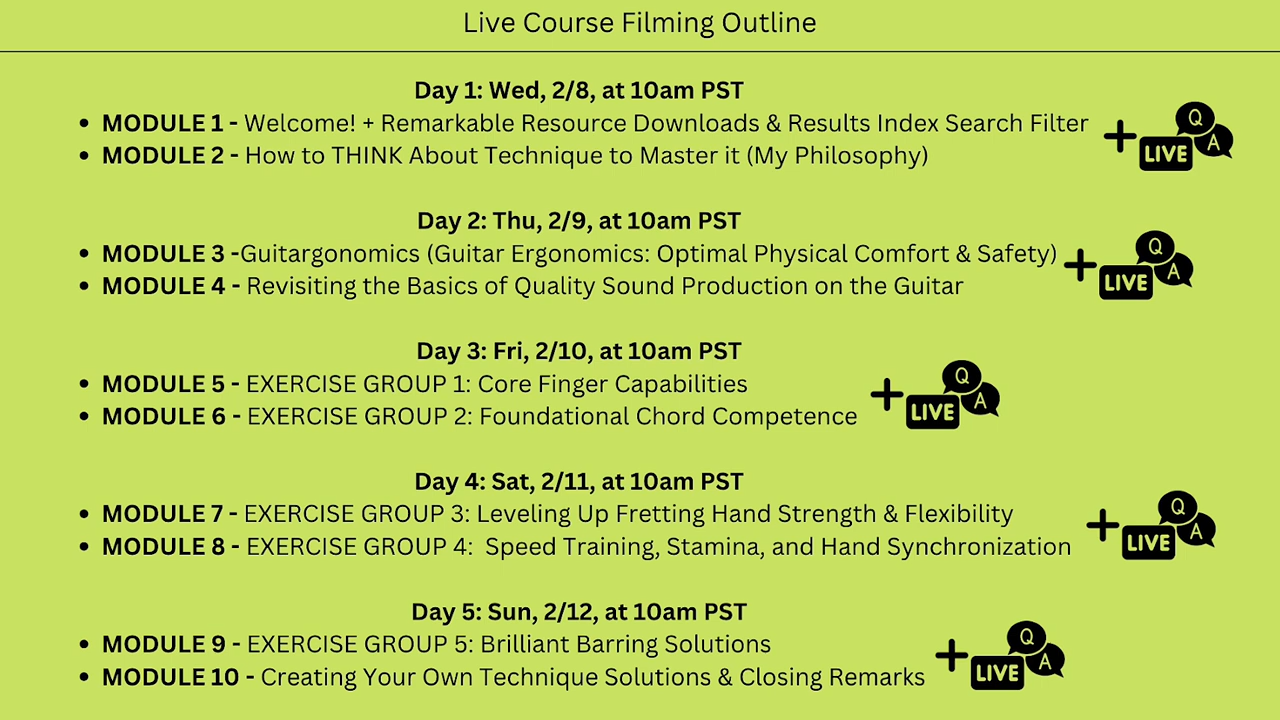 Live Course Filming Outline
Day 1: Wed, 2/8, at 10am PST
• MODULE 1 - Welcome! + Remarkable Resource Downloads & Results Index Search Filter
+ LIVE Q A
• MODULE 2 - How to THINK About Technique to Master it (My Philosophy)
Day 2: Thu, 2/9, at 10am PST
• MODULE 3 -Guitargonomics (Guitar Ergonomics: Optimal Physical Comfort & Safety)
+ LIVE Q A
• MODULE 4 - Revisiting the Basics of Quality Sound Production on the Guitar
Day 3: Fri, 2/10, at 10am PST
• MODULE 5 - EXERCISE GROUP 1: Core Finger Capabilities
+ LIVE Q A
• MODULE 6 - EXERCISE GROUP 2: Foundational Chord Competence
Day 4: Sat, 2/11, at 10am PST
• MODULE 7 - EXERCISE GROUP 3: Leveling Up Fretting Hand Strength & Flexibility
+ LIVE Q A
• MODULE 8 - EXERCISE GROUP 4:  Speed Training, Stamina, and Hand Synchronization
Day 5: Sun, 2/12, at 10am PST
• MODULE 9 - EXERCISE GROUP 5: Brilliant Barring Solutions
+ LIVE Q A
• MODULE 10 - Creating Your Own Technique Solutions & Closing Remarks